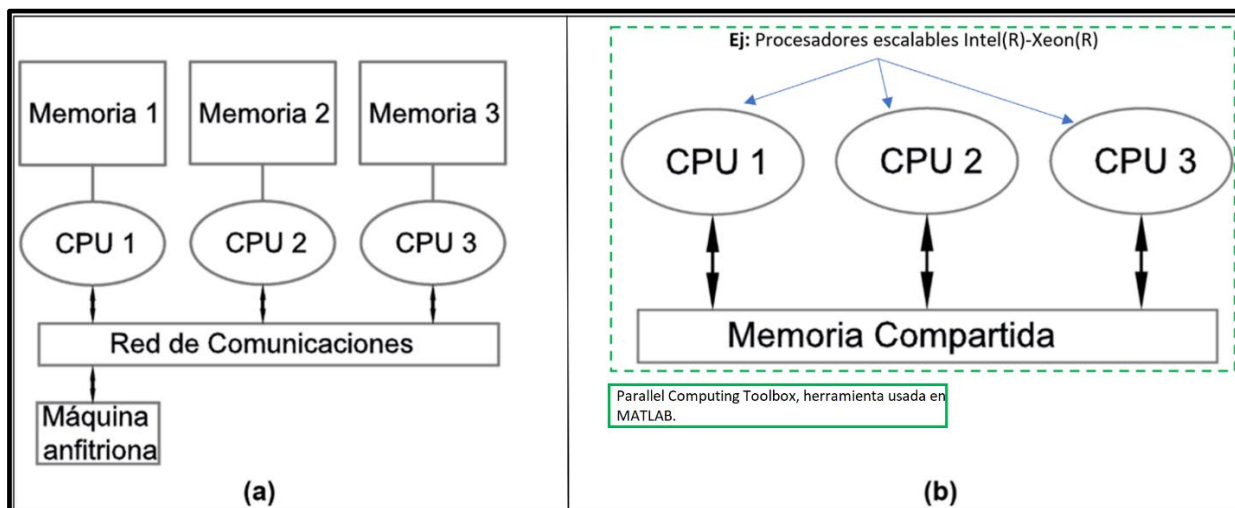 Memoria 1
Memoria 2
Memoria 3
CPU 1
CPU 2
CPU 3
Red de Comunicaciones
Máquina
anfitriona
(a)
Ej: Procesadores escalables Intel(R)-Xeon(R)
CPU 1
CPU 2
CPU 3
Memoria Compartida
Parallel Computing Toolbox, herramienta usada en
MATLAB.
(b)